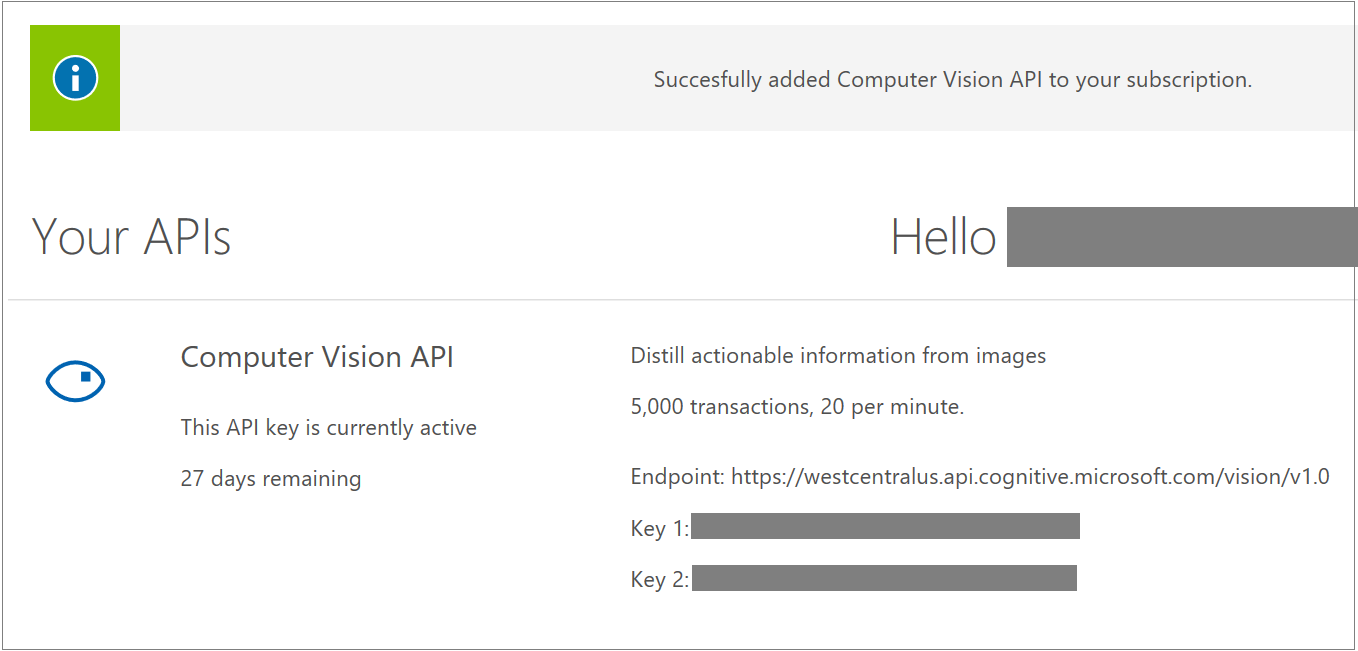 Succesfully added Computer Vision API to your subscription.
Your APIs
Hello
Computer Vision API
This API key is currently active
27 days remaining
Distill actionable information from images
5,000 transactions, 20 per minute.
Endpoint: https://westcentralus.api.cognitive.microsoft.com/vision/v1.0
Key 1:
Key 2: